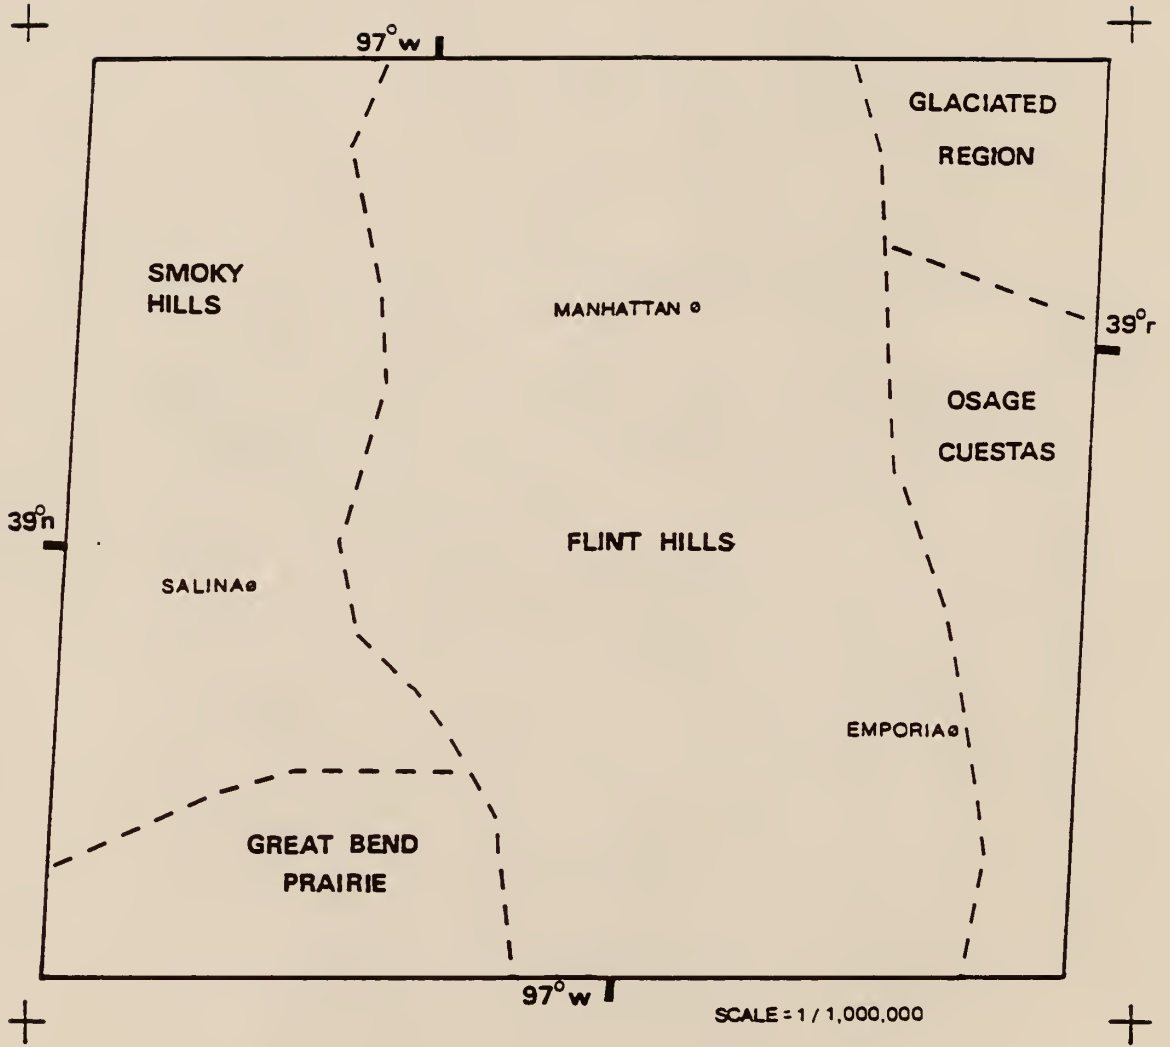 97°w
GLACIATED
REGION
SMOKY
HILLS
MANHATTAN
39°r
OSAGE
CUESTAS
39°n
FLINT HILLS
SALINA
EMPORIA
GREAT BEND
PRAIRIE
97°w
SCALE = 1 / 1,000,000